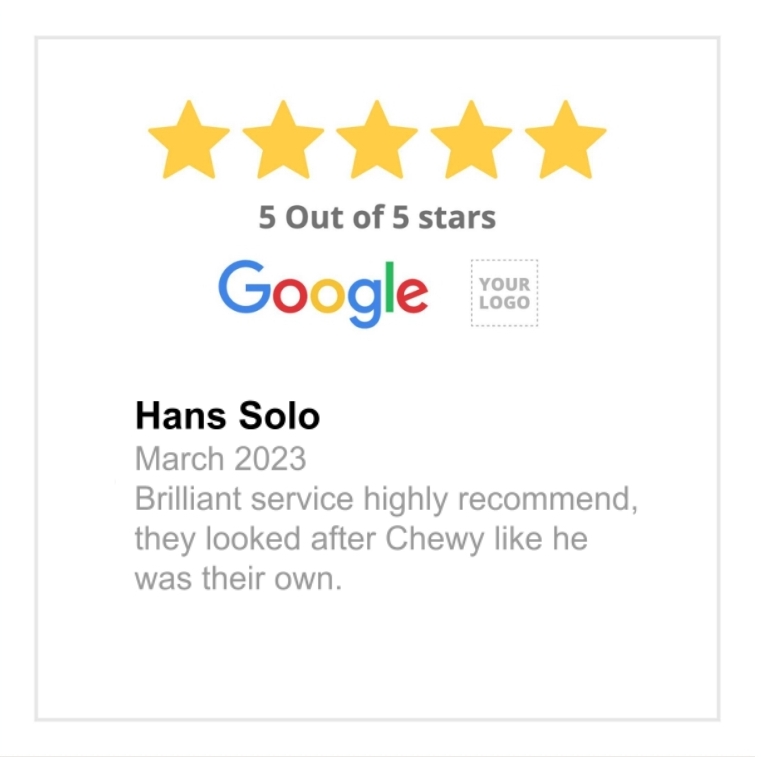 5 Out of 5 stars
Google
YOUR
LOGO
Hans Solo
March 2023
Brilliant service highly recommend,
they looked after Chewy like he
was their own.